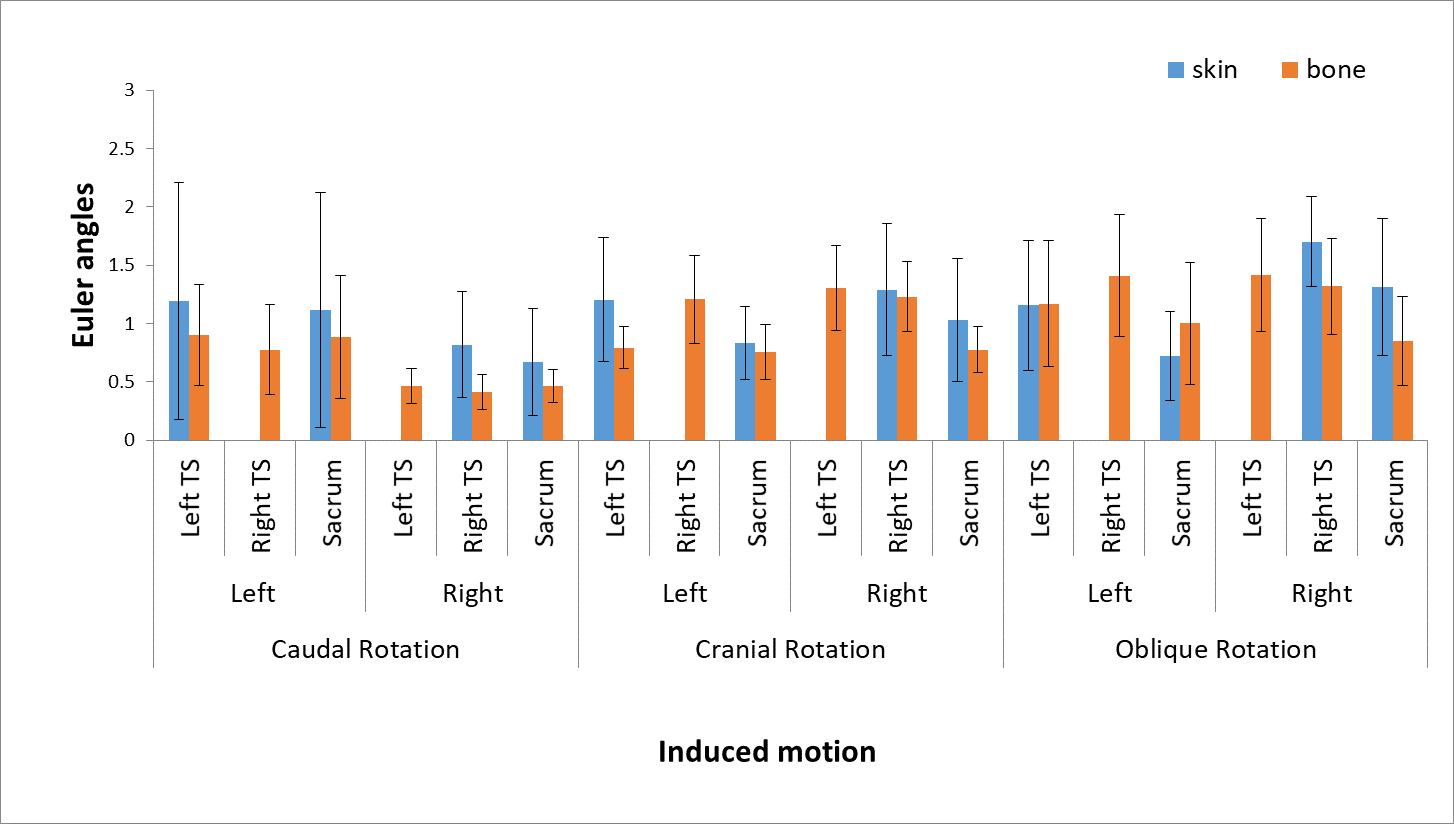 skin bone
3
2.5
2
1.5
1
0.5
0
Euler angles
Left TS Right TS Sacrum Left TS Right TS Sacrum Left TS Right TS Sacrum Left TS Right TS Sacrum Left TS Right TS Sacrum Left TS Right TS Sacrum
Left Right Left Right Left Right
Caudal Rotation Cranial Rotation Oblique Rotation
Induced motion